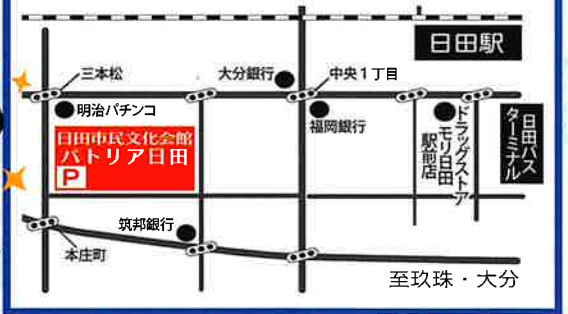 日田駅
三本松
大分銀行
中央1丁目
明治パチンコ
福岡銀行
ドラッグストア
モリ日田
駅前店
日田バス
ターミナル
日田市民文化会館
パトリア日田
P
筑邦銀行
本庄町
至玖珠・大分